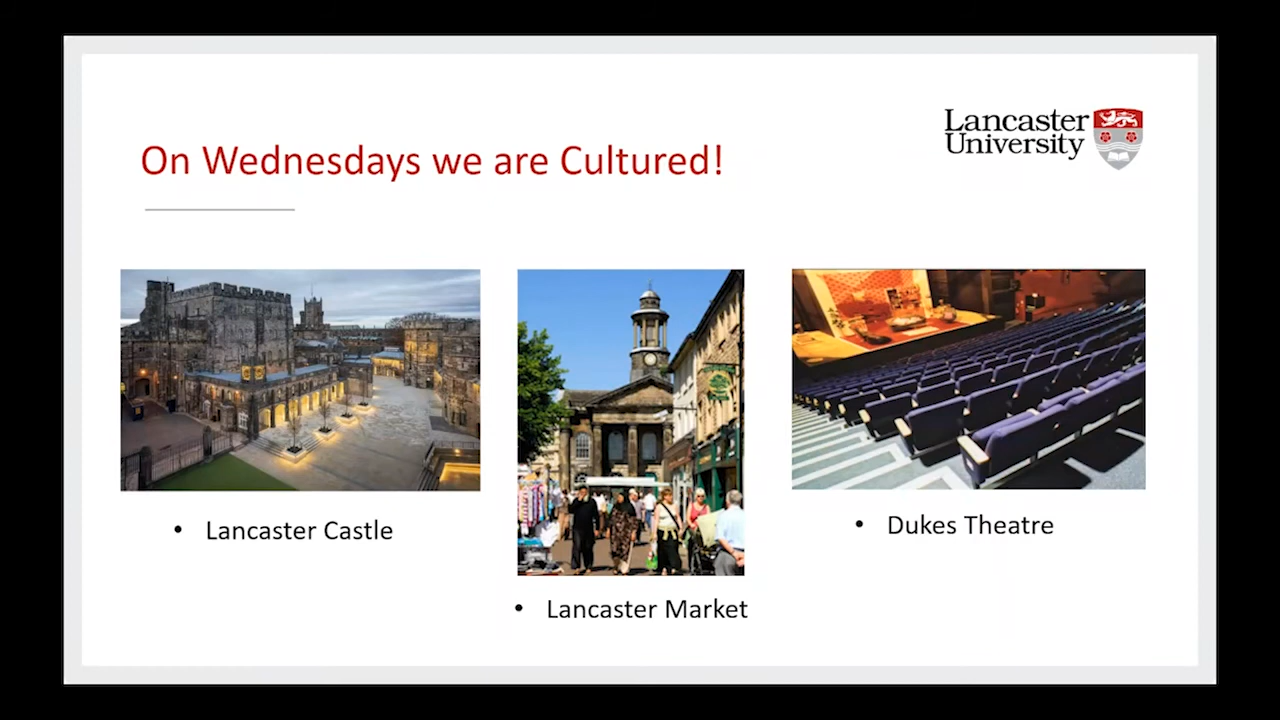 On Wednesdays we are Cultured!
Lancaster
University
• Lancaster Castle
• Lancaster Market
• Dukes Theatre